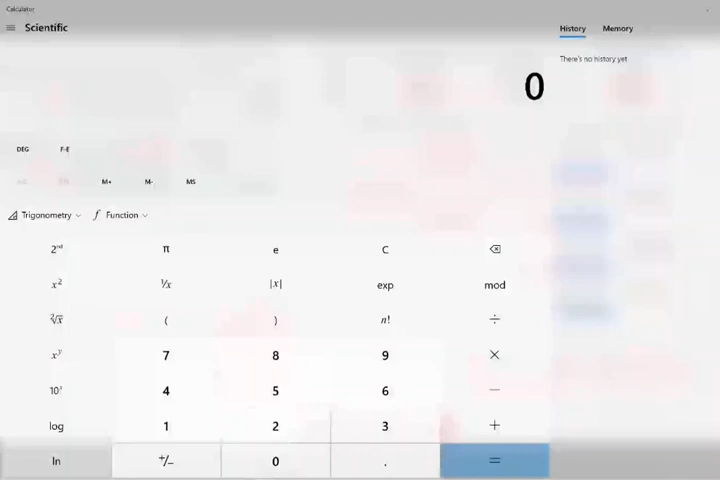 Calculator
Scientific
History Memory
There's no history yet
0
DEG F-E
M+ M- MS
Trigonometry Function
2ⁿᵈ π e C
x² ¹/x |x| exp mod
( ) n! ÷
xʸ 7 8 9 ×
10ˣ 4 5 6 −
log 1 2 3 +
ln +/− 0 . =